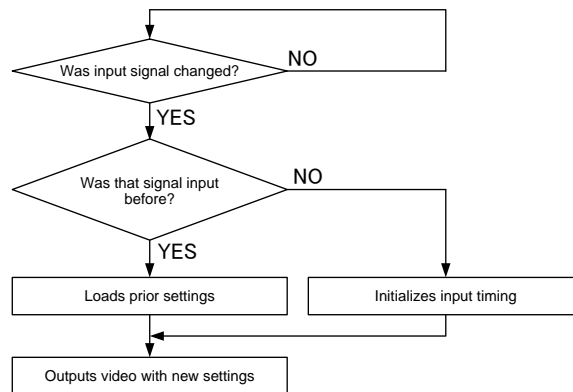 Was input signal changed?
NO
YES
Was that signal input
before?
NO
YES
Loads prior settings
Initializes input timing
Outputs video with new settings